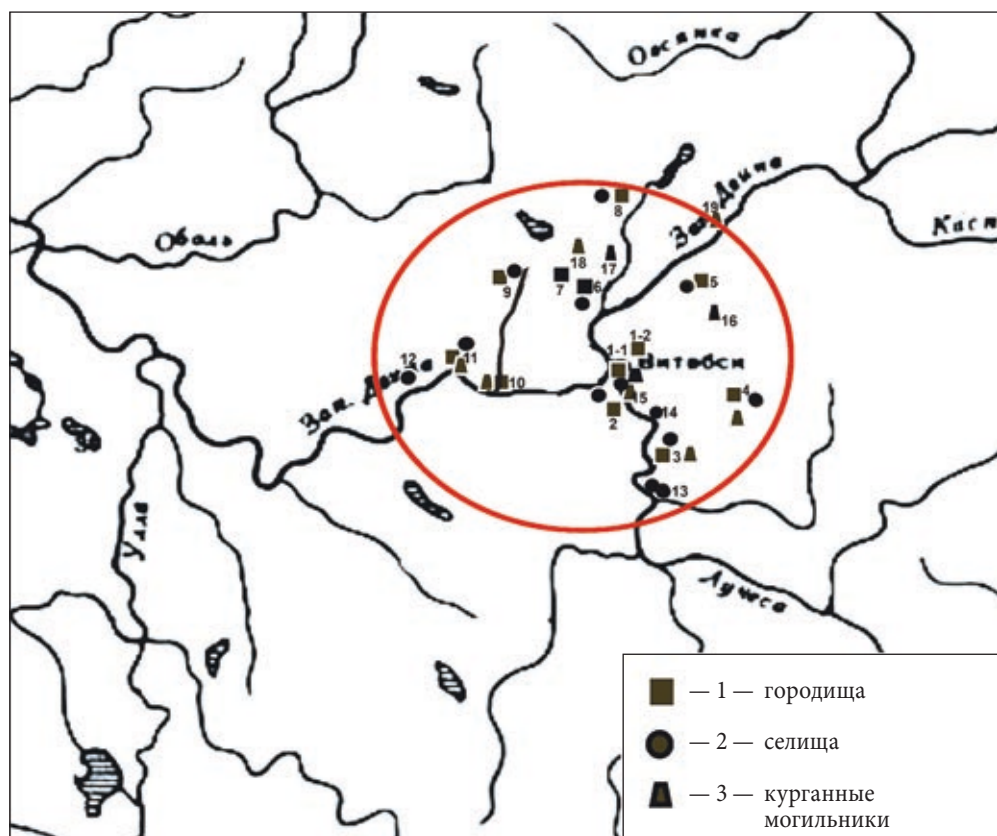 Овсянка
Зап. Двина
Касп
Оболь
19
8
18
17
7
6
9
5
16
1-2
1-1
Витебск
12
11
Зап. Двина
10
15
4
2
14
3
13
Улла
Лучеса
— 1 — городища
— 2 — селища
— 3 — курганные
могильники